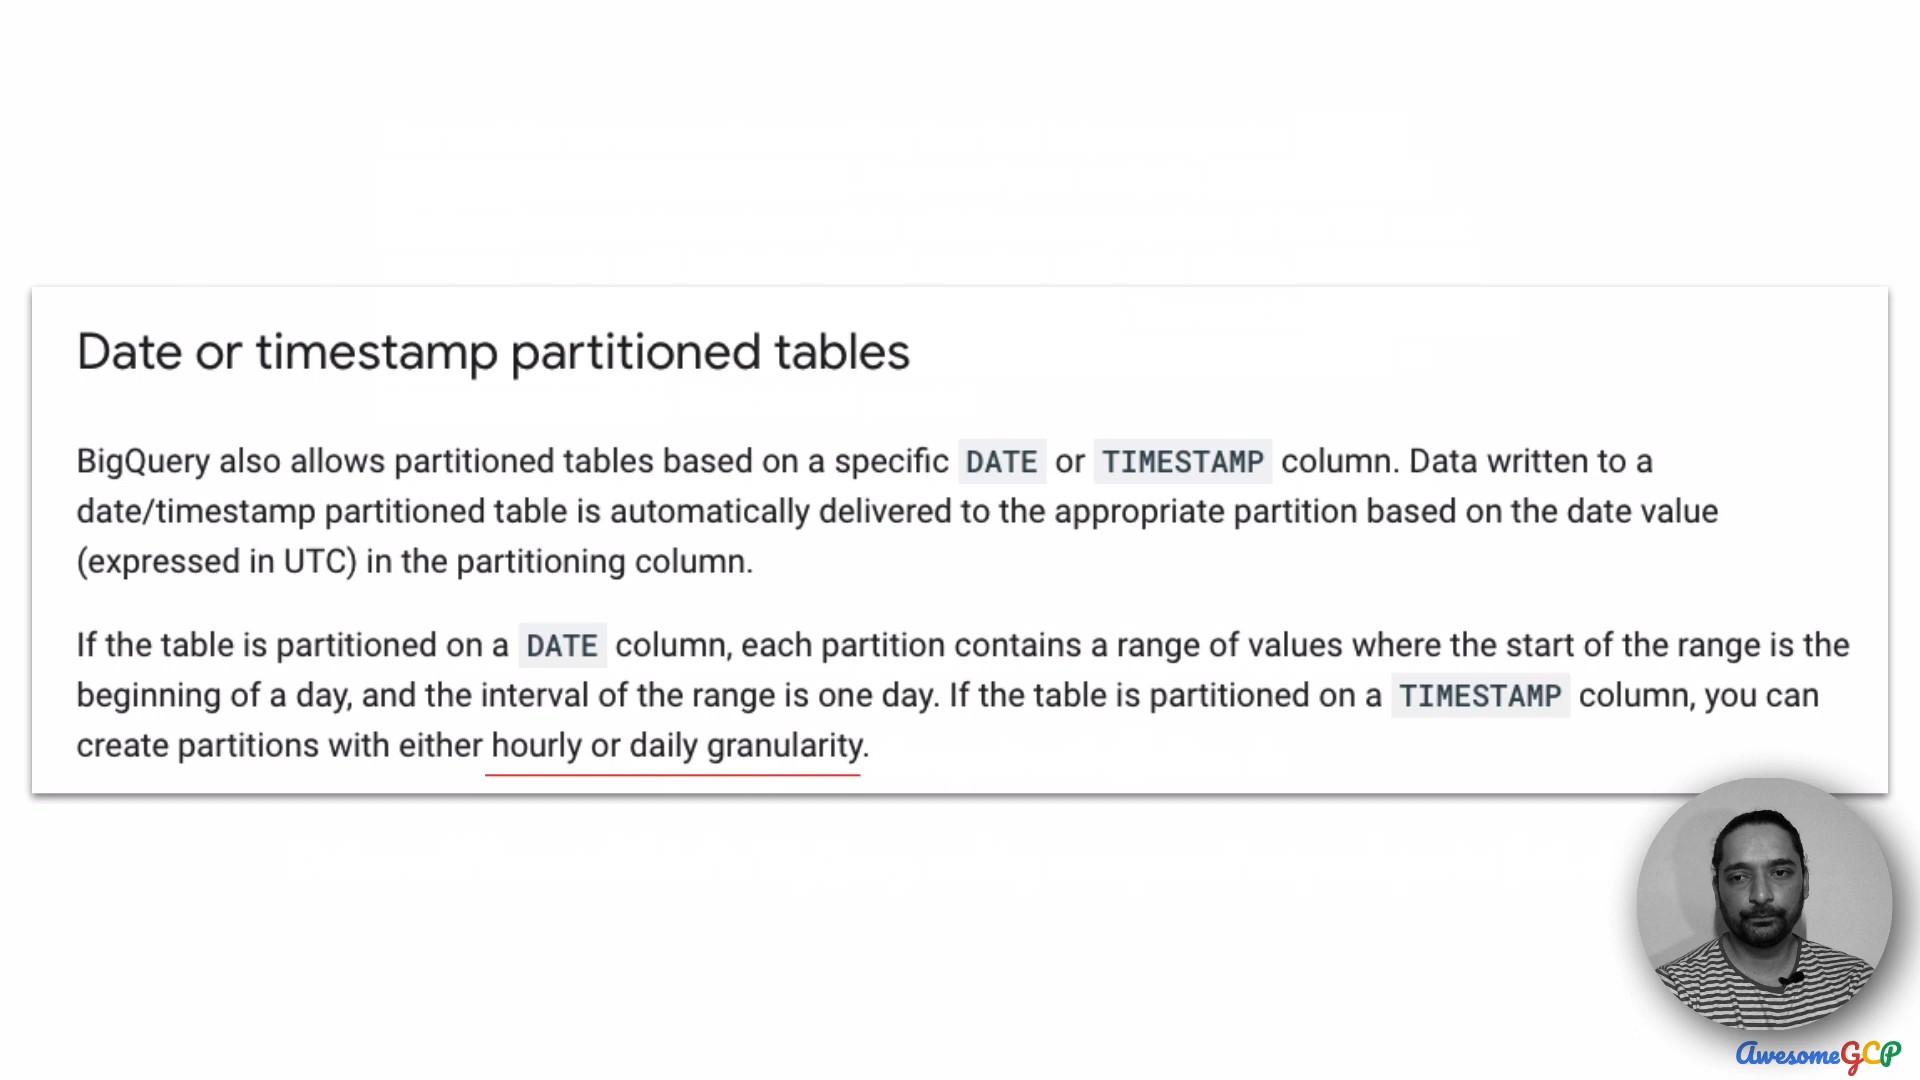 Date or timestamp partitioned tables
BigQuery also allows partitioned tables based on a specific DATE or TIMESTAMP column. Data written to a
date/timestamp partitioned table is automatically delivered to the appropriate partition based on the date value
(expressed in UTC) in the partitioning column.
If the table is partitioned on a DATE column, each partition contains a range of values where the start of the range is the
beginning of a day, and the interval of the range is one day. If the table is partitioned on a TIMESTAMP column, you can
create partitions with either hourly or daily granularity.
AwesomeGCP